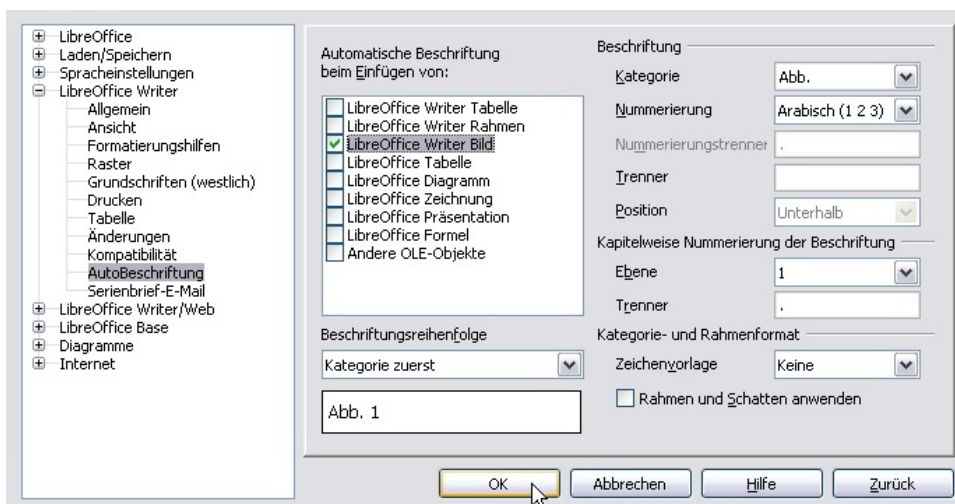 LibreOffice
Laden/Speichern
Spracheinstellungen
LibreOffice Writer
Allgemein
Ansicht
Formatierungshilfen
Raster
Grundschriften (westlich)
Drucken
Tabelle
Änderungen
Kompatibilität
AutoBeschriftung
Serienbrief-E-Mail
LibreOffice Writer/Web
LibreOffice Base
Diagramme
Internet
Automatische Beschriftung
beim Einfügen von:
LibreOffice Writer Tabelle
LibreOffice Writer Rahmen
LibreOffice Writer Bild
LibreOffice Tabelle
LibreOffice Diagramm
LibreOffice Zeichnung
LibreOffice Präsentation
LibreOffice Formel
Andere OLE-Objekte
Beschriftungsreihenfolge
Kategorie zuerst
Abb. 1
Beschriftung
Kategorie Abb.
Nummerierung Arabisch (1 2 3)
Nummerierungstrenner .
Trenner
Position Unterhalb
Kapitelweise Nummerierung der Beschriftung
Ebene 1
Trenner .
Kategorie- und Rahmenformat
Zeichenvorlage Keine
Rahmen und Schatten anwenden
OK Abbrechen Hilfe Zurück